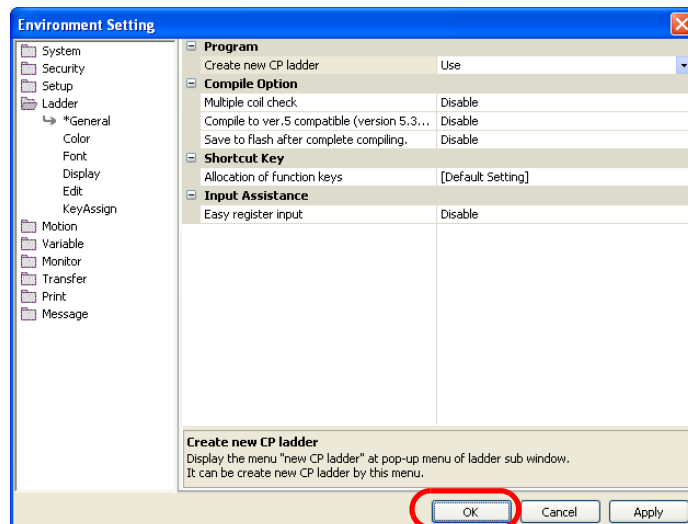 Environment Setting
System
Security
Setup
Ladder
*General
Color
Font
Display
Edit
KeyAssign
Motion
Variable
Monitor
Transfer
Print
Message
Program
Create new CP ladder Use
Compile Option
Multiple coil check Disable
Compile to ver.5 compatible (version 5.3... Disable
Save to flash after complete compiling. Disable
Shortcut Key
Allocation of function keys [Default Setting]
Input Assistance
Easy register input Disable
Create new CP ladder
Display the menu "new CP ladder" at pop-up menu of ladder sub window.
It can be create new CP ladder by this menu.
OK Cancel Apply